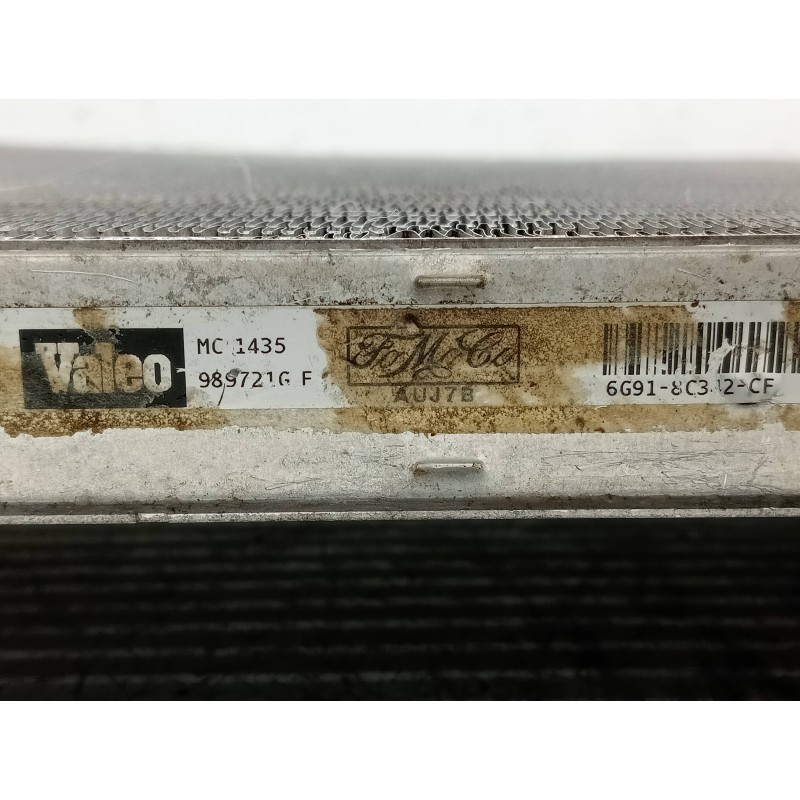 Valeo
MC 1435
989721G F
FoMoCo
AUJ7B
6G91-8C342-CF